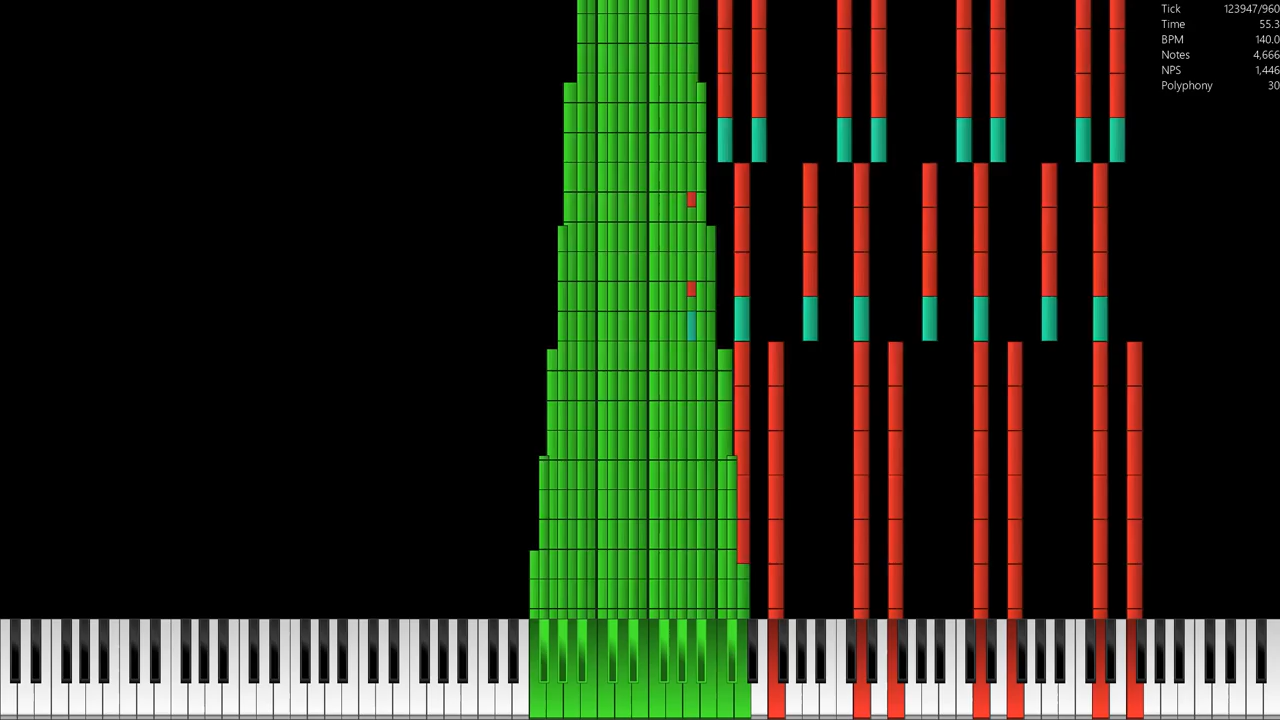 Tick 123947/960
Time 55.3
BPM 140.0
Notes 4,666
NPS 1,446
Polyphony 30